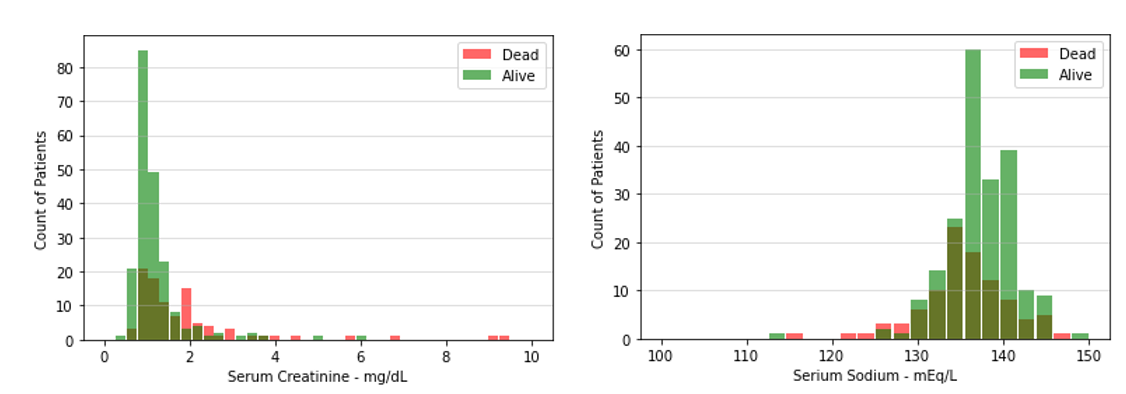 Dead
Alive
80
70
60
50
40
30
20
10
0
Count of Patients
0 2 4 6 8 10
Serum Creatinine - mg/dL
Dead
Alive
60
50
40
30
20
10
0
Count of Patients
100 110 120 130 140 150
Serium Sodium - mEq/L